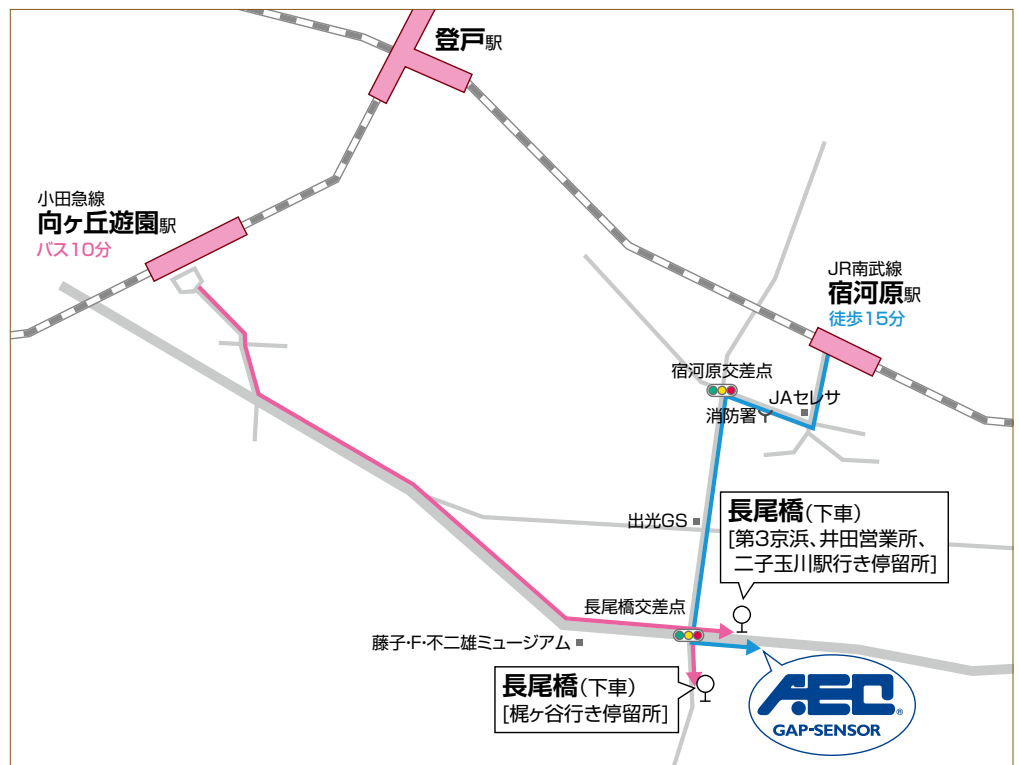 登戸駅
小田急線
向ヶ丘遊園駅
バス10分
JR南武線
宿河原駅
徒歩15分
宿河原交差点
JAセレサ
消防署
出光GS
長尾橋(下車)
[第3京浜、井田営業所、
二子玉川駅行き停留所]
長尾橋交差点
藤子・F・不二雄ミュージアム
長尾橋(下車)
[梶ヶ谷行き停留所]
AEC®
GAP-SENSOR